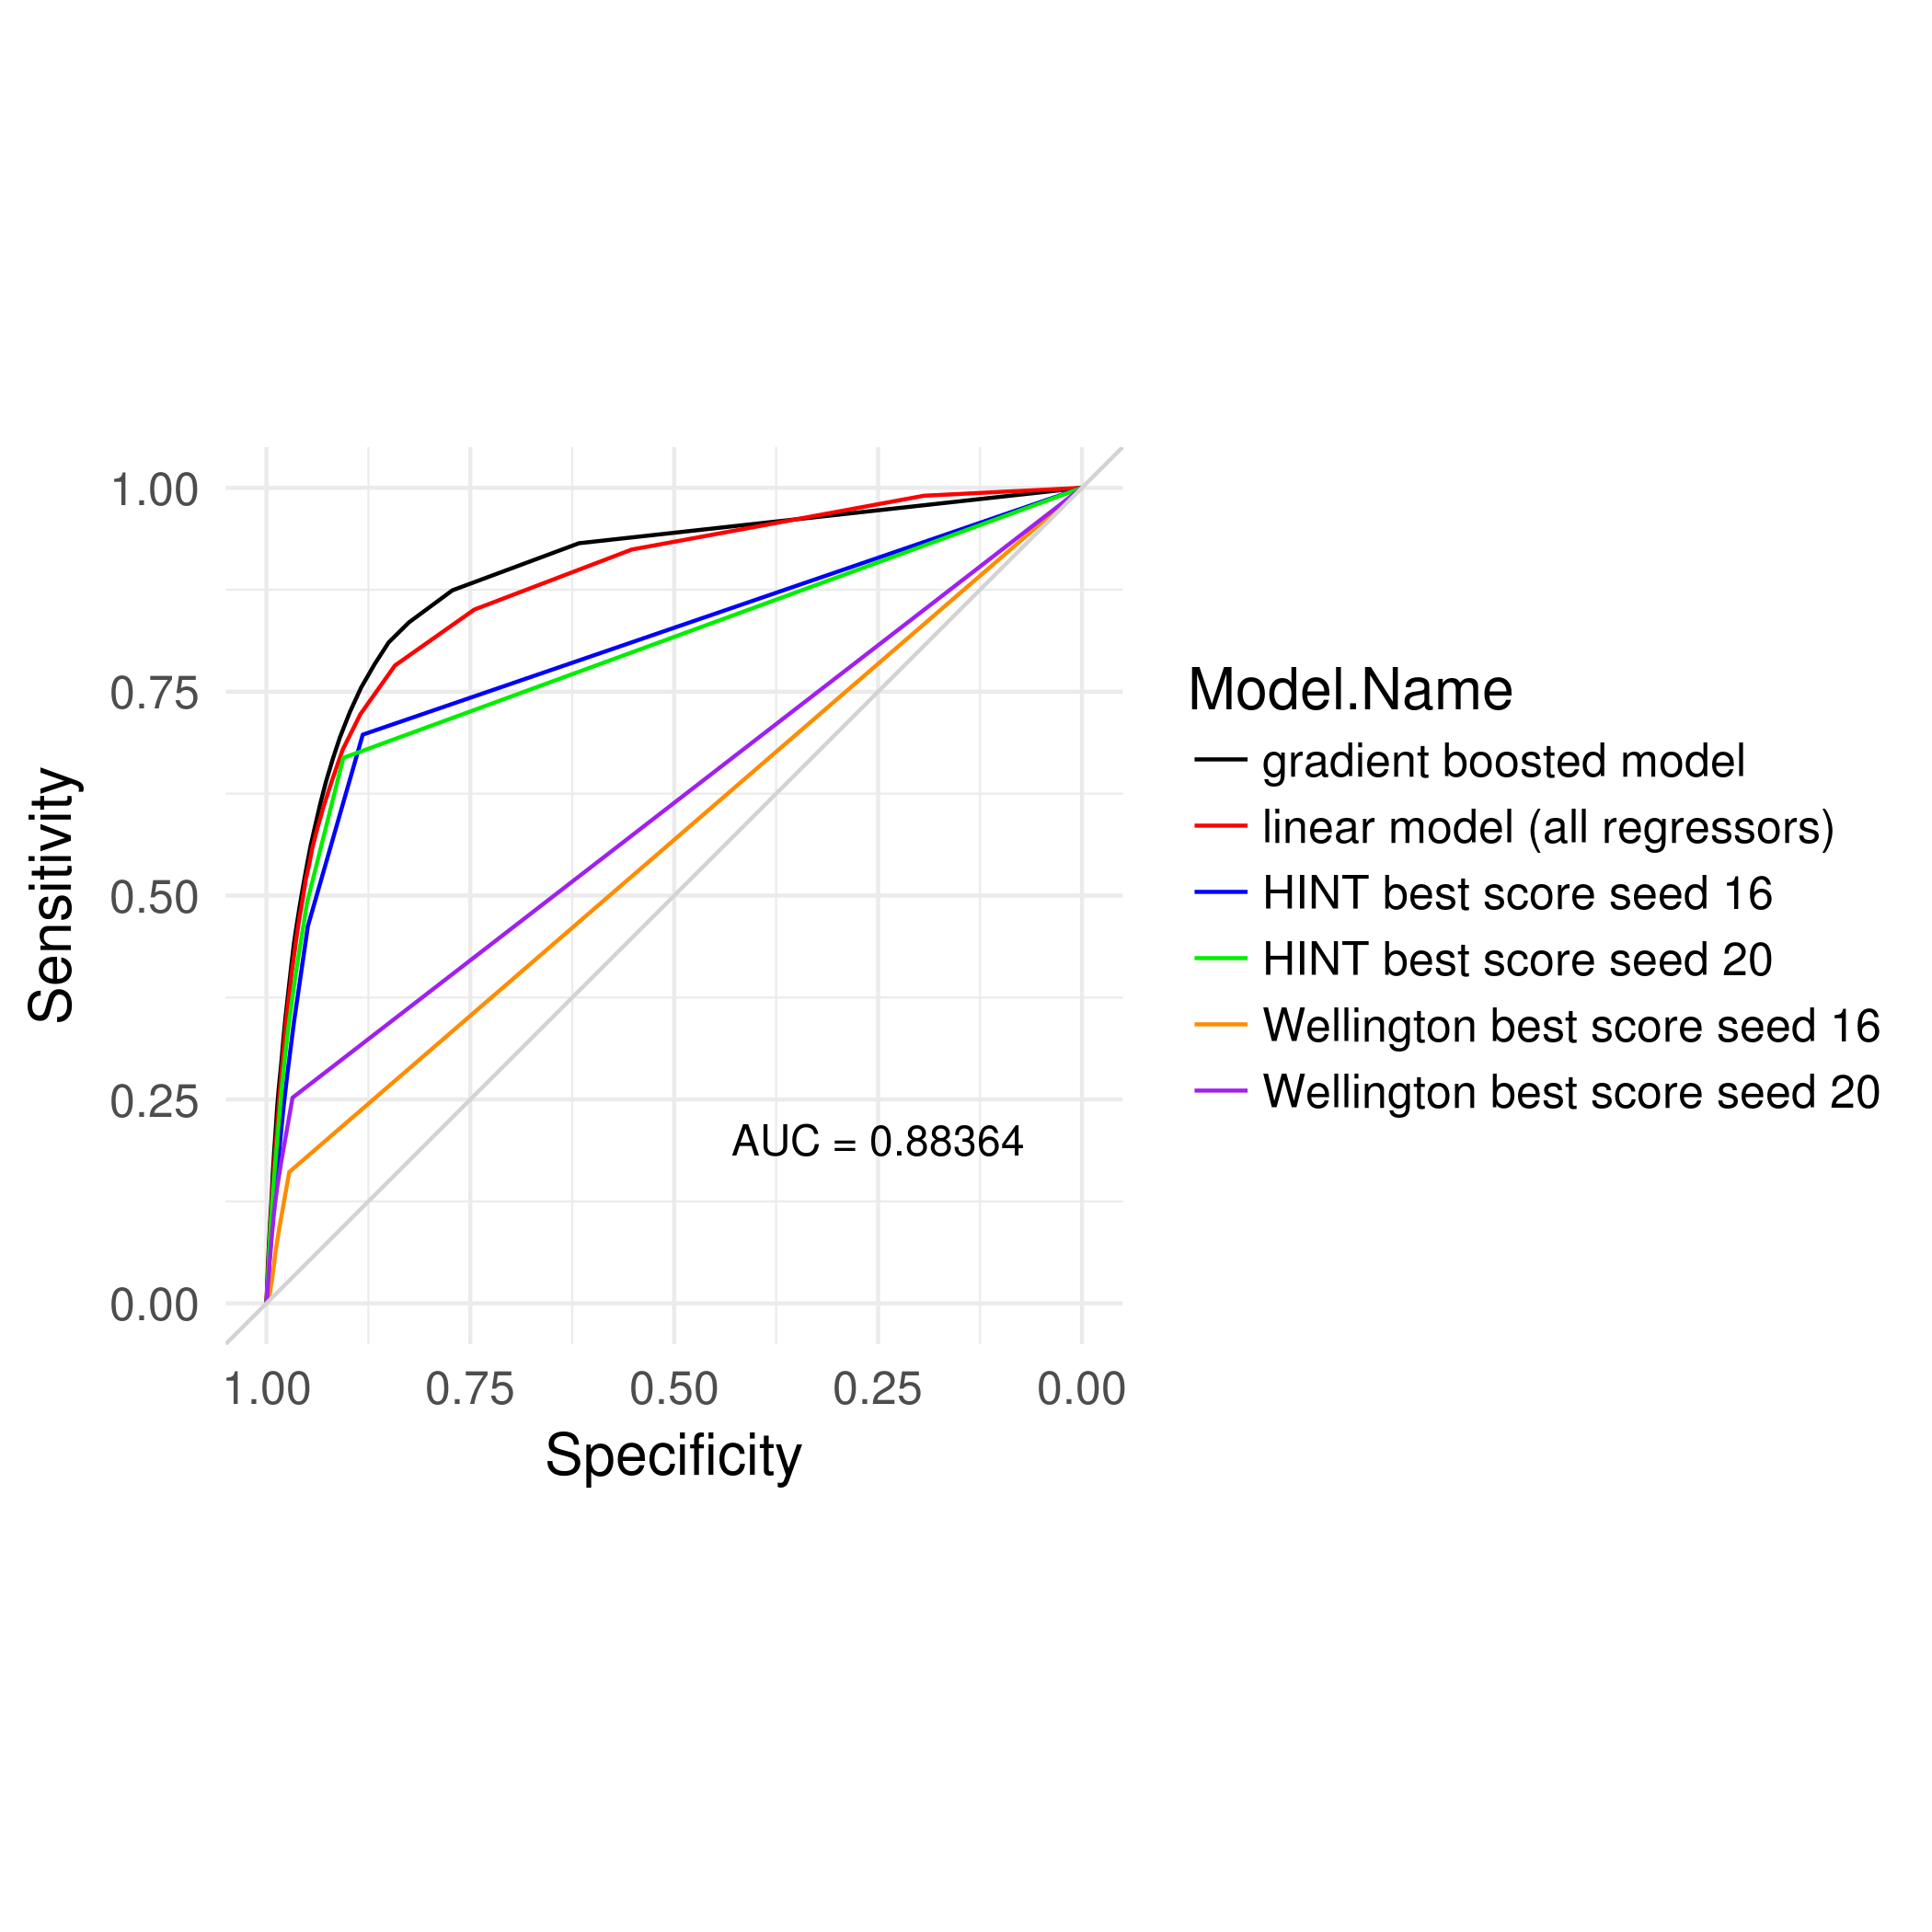 1.00
0.75
0.50
0.25
0.00
Sensitivity
1.00 0.75 0.50 0.25 0.00
Specificity
AUC = 0.88364
Model.Name
gradient boosted model
linear model (all regressors)
HINT best score seed 16
HINT best score seed 20
Wellington best score seed 16
Wellington best score seed 20